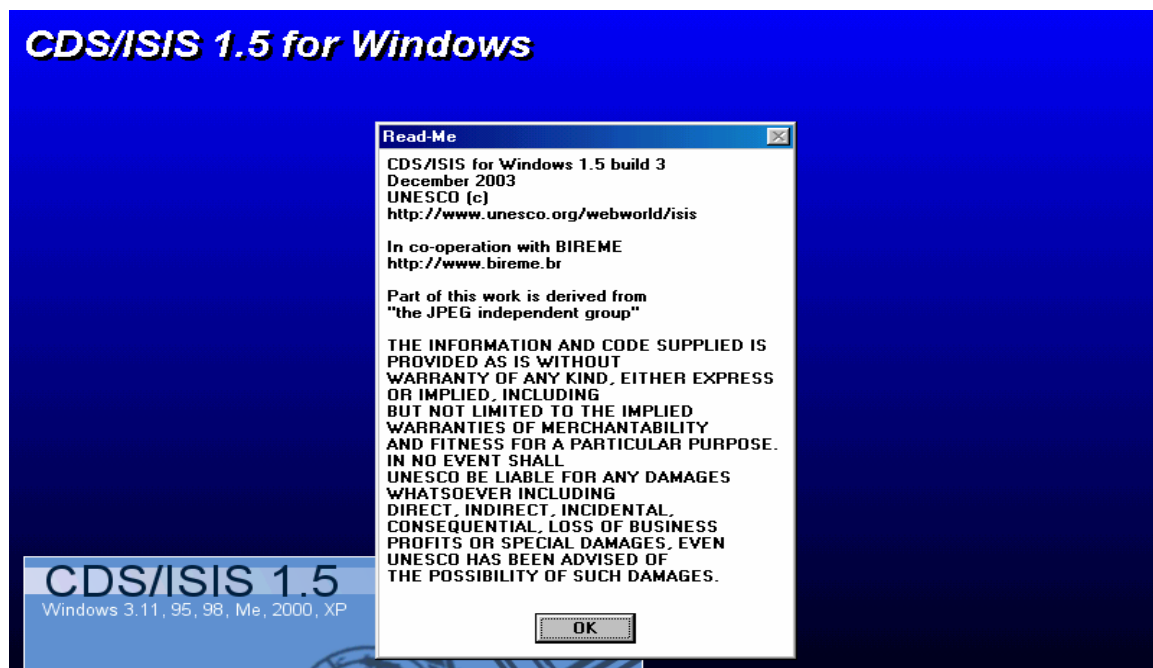 CDS/ISIS 1.5 for Windows
Read-Me
CDS/ISIS for Windows 1.5 build 3
December 2003
UNESCO (c)
http://www.unesco.org/webworld/isis
In co-operation with BIREME
http://www.bireme.br
Part of this work is derived from
"the JPEG independent group"
THE INFORMATION AND CODE SUPPLIED IS
PROVIDED AS IS WITHOUT
WARRANTY OF ANY KIND, EITHER EXPRESS
OR IMPLIED, INCLUDING
BUT NOT LIMITED TO THE IMPLIED
WARRANTIES OF MERCHANTABILITY
AND FITNESS FOR A PARTICULAR PURPOSE.
IN NO EVENT SHALL
UNESCO BE LIABLE FOR ANY DAMAGES
WHATSOEVER INCLUDING
DIRECT, INDIRECT, INCIDENTAL,
CONSEQUENTIAL, LOSS OF BUSINESS
PROFITS OR SPECIAL DAMAGES, EVEN
UNESCO HAS BEEN ADVISED OF
THE POSSIBILITY OF SUCH DAMAGES.
OK
CDS/ISIS 1.5
Windows 3.11, 95, 98, Me, 2000, XP